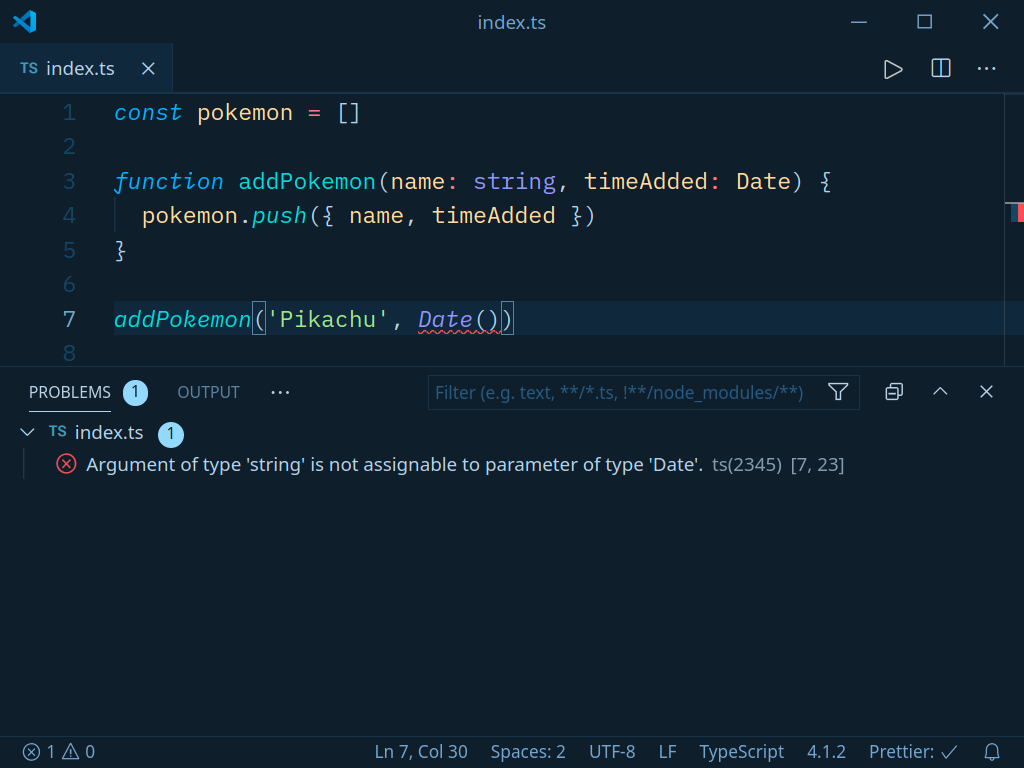 index.ts
TS index.ts
1 const pokemon = []
2
3 function addPokemon(name: string, timeAdded: Date) {
4 pokemon.push({ name, timeAdded })
5 }
6
7 addPokemon('Pikachu', Date())
8
PROBLEMS 1 OUTPUT ··· Filter (e.g. text, **/*.ts, !**/node_modules/**)
TS index.ts 1
Argument of type 'string' is not assignable to parameter of type 'Date'. ts(2345) [7, 23]
1 0 Ln 7, Col 30 Spaces: 2 UTF-8 LF TypeScript 4.1.2 Prettier: ✓